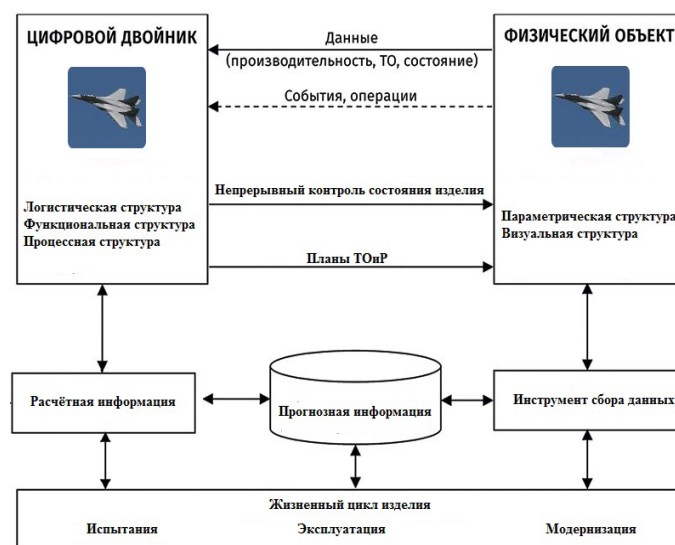 ЦИФРОВОЙ ДВОЙНИК
Данные
(производительность, ТО, состояние)
События, операции
ФИЗИЧЕСКИЙ ОБЪЕКТ
Непрерывный контроль состояния изделия
Логистическая структура
Функциональная структура
Процессная структура
Параметрическая структура
Визуальная структура
Планы ТОиР
Расчётная информация
Прогнозная информация
Инструмент сбора данных
Жизненный цикл изделия
Испытания
Эксплуатация
Модернизация